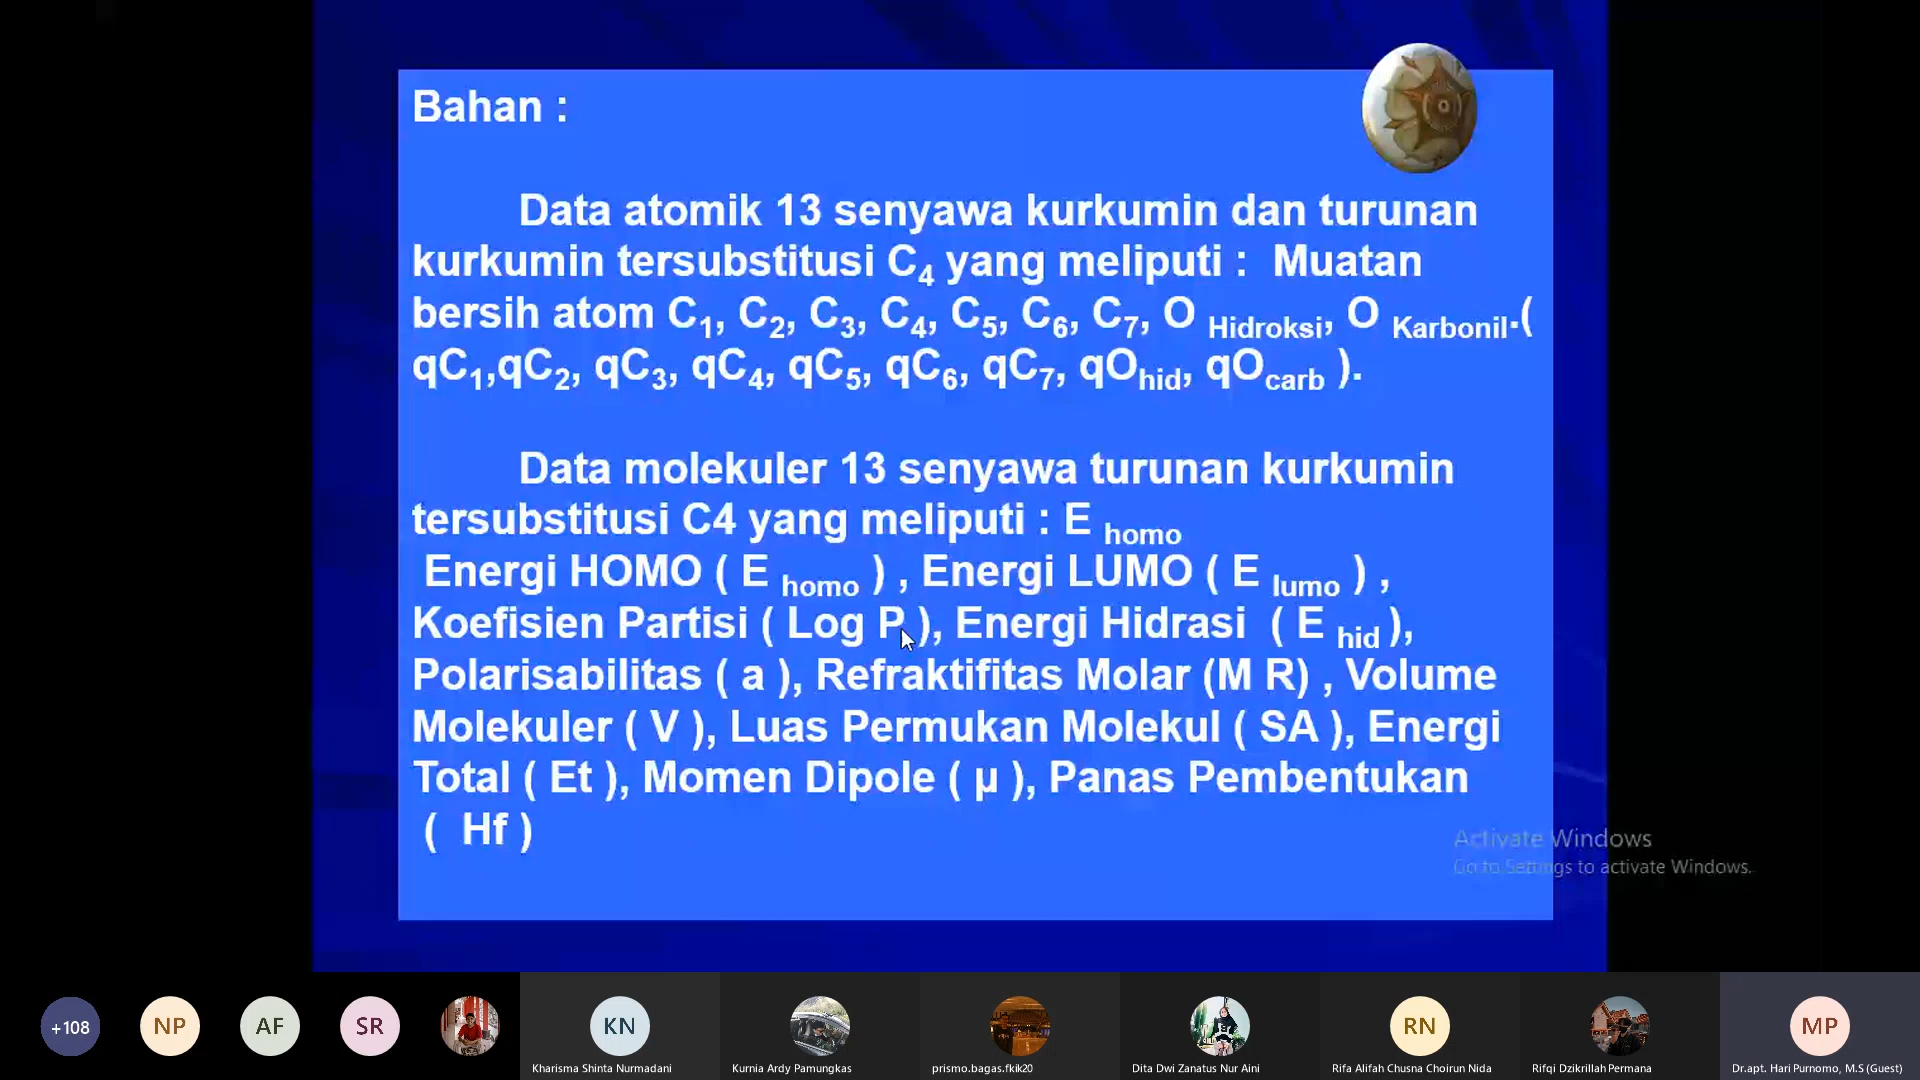 Bahan :
Data atomik 13 senyawa kurkumin dan turunan
kurkumin tersubstitusi C4 yang meliputi : Muatan
bersih atom C1, C2, C3, C4, C5, C6, C7, O Hidroksi, O Karbonil.(
qC1,qC2, qC3, qC4, qC5, qC6, qC7, qOhid, qOcarb ).
Data molekuler 13 senyawa turunan kurkumin
tersubstitusi C4 yang meliputi : E homo
Energi HOMO ( E homo ) , Energi LUMO ( E lumo ) ,
Koefisien Partisi ( Log P ), Energi Hidrasi ( E hid ),
Polarisabilitas ( a ), Refraktifitas Molar (M R) , Volume
Molekuler ( V ), Luas Permukan Molekul ( SA ), Energi
Total ( Et ), Momen Dipole ( µ ), Panas Pembentukan
( Hf )
Activate Windows
Go to Settings to activate Windows.
+108
NP
AF
SR
KN
RN
MP
Kharisma Shinta Nurmadani
Kurnia Ardy Pamungkas
prismo.bagas.fkik20
Dita Dwi Zanatus Nur Aini
Rifa Alifah Chusna Choirun Nida
Rifqi Dzikrillah Permana
Dr.apt. Hari Purnomo, M.S (Guest)